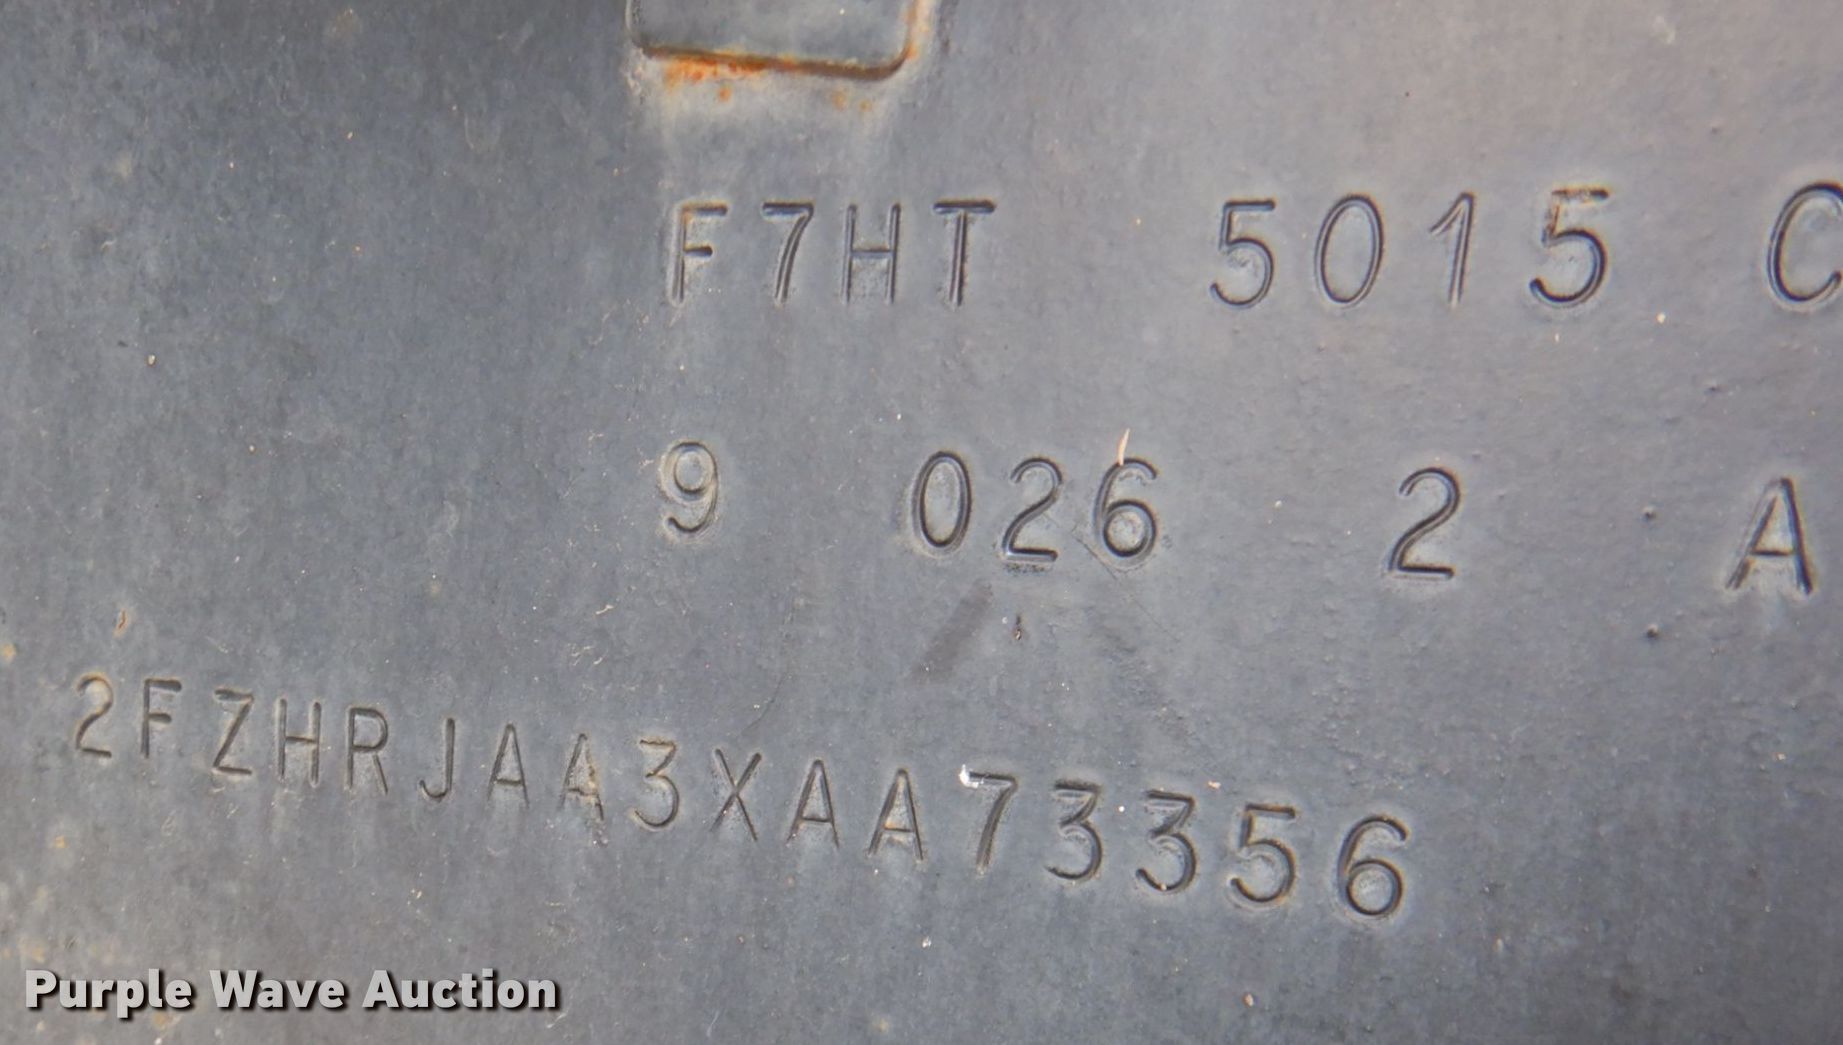 F7HT 5015 C
9 026 2 A
2FZHRJAA3XAA73356
Purple Wave Auction